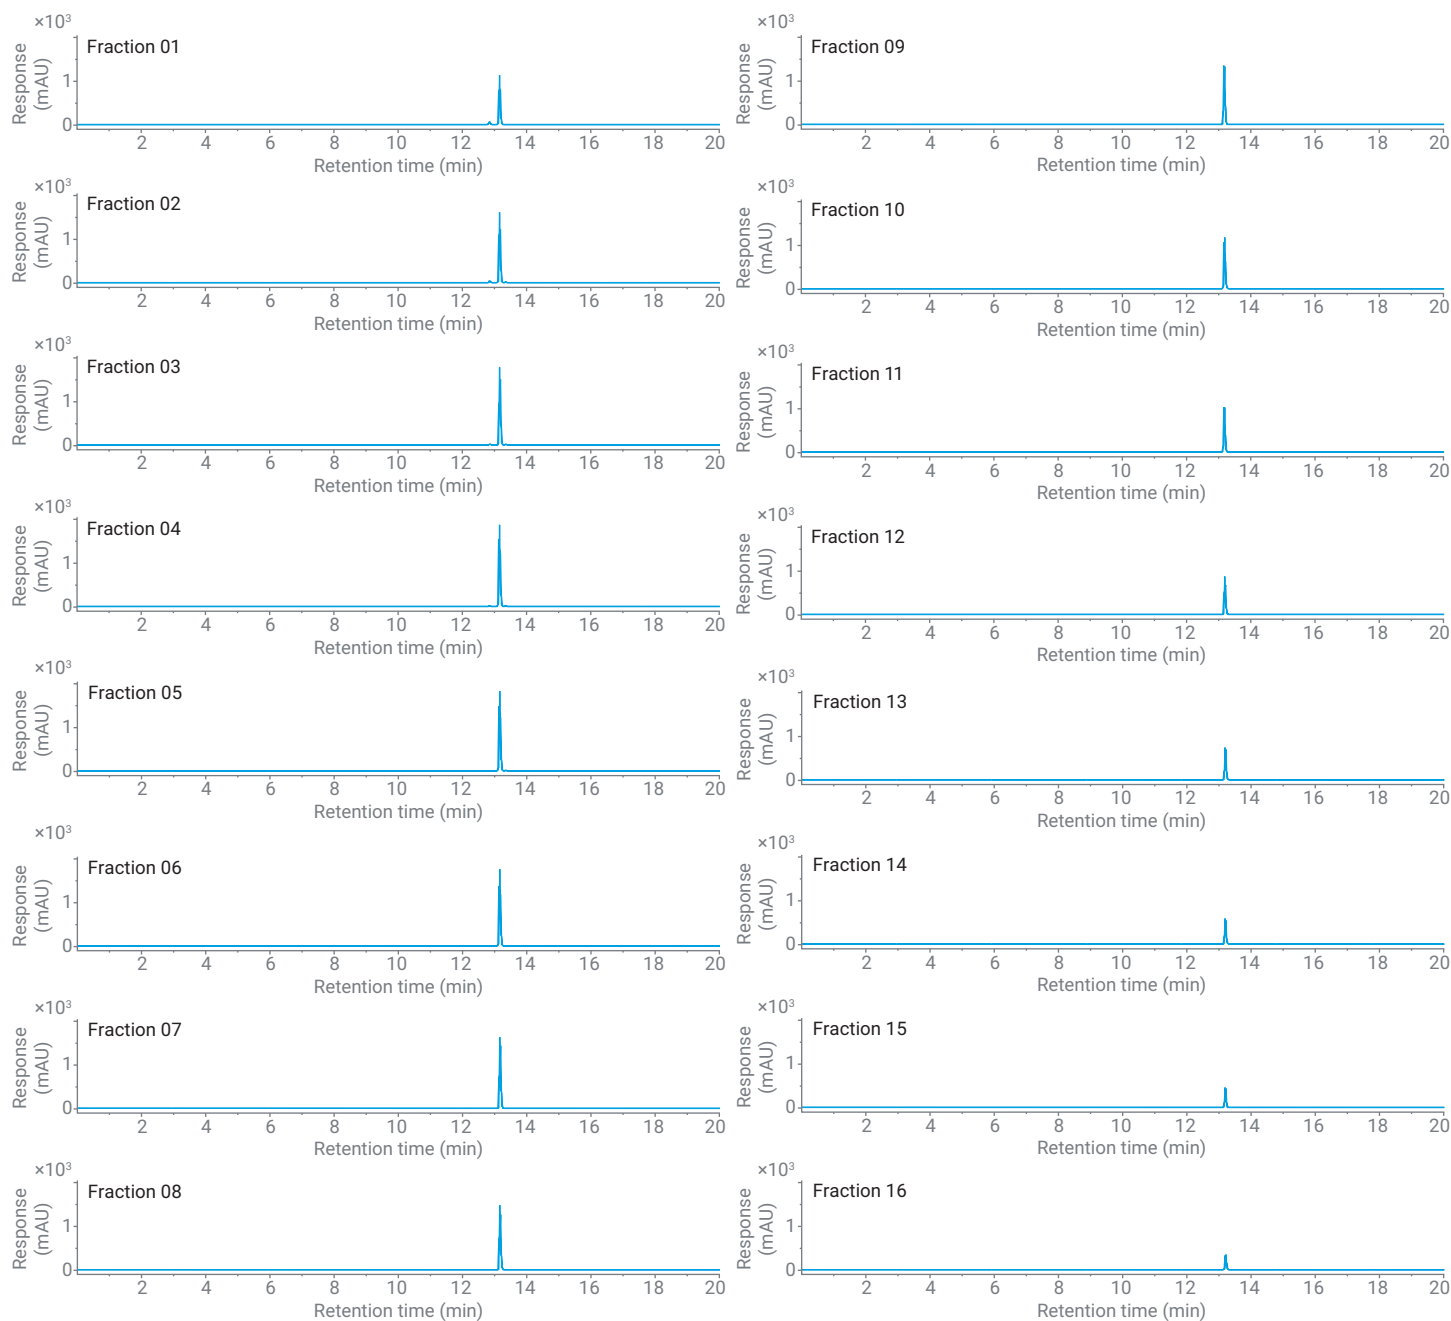 ×10³
Fraction 01
Response
(mAU)
1
0
2 4 6 8 10 12 14 16 18 20
Retention time (min)
×10³
Fraction 02
Response
(mAU)
1
0
2 4 6 8 10 12 14 16 18 20
Retention time (min)
×10³
Fraction 03
Response
(mAU)
1
0
2 4 6 8 10 12 14 16 18 20
Retention time (min)
×10³
Fraction 04
Response
(mAU)
1
0
2 4 6 8 10 12 14 16 18 20
Retention time (min)
×10³
Fraction 05
Response
(mAU)
1
0
2 4 6 8 10 12 14 16 18 20
Retention time (min)
×10³
Fraction 06
Response
(mAU)
1
0
2 4 6 8 10 12 14 16 18 20
Retention time (min)
×10³
Fraction 07
Response
(mAU)
1
0
2 4 6 8 10 12 14 16 18 20
Retention time (min)
×10³
Fraction 08
Response
(mAU)
1
0
2 4 6 8 10 12 14 16 18 20
Retention time (min)
×10³
Fraction 09
Response
(mAU)
1
0
2 4 6 8 10 12 14 16 18 20
Retention time (min)
×10³
Fraction 10
Response
(mAU)
1
0
2 4 6 8 10 12 14 16 18 20
Retention time (min)
×10³
Fraction 11
Response
(mAU)
1
0
2 4 6 8 10 12 14 16 18 20
Retention time (min)
×10³
Fraction 12
Response
(mAU)
1
0
2 4 6 8 10 12 14 16 18 20
Retention time (min)
×10³
Fraction 13
Response
(mAU)
1
0
2 4 6 8 10 12 14 16 18 20
Retention time (min)
×10³
Fraction 14
Response
(mAU)
1
0
2 4 6 8 10 12 14 16 18 20
Retention time (min)
×10³
Fraction 15
Response
(mAU)
1
0
2 4 6 8 10 12 14 16 18 20
Retention time (min)
×10³
Fraction 16
Response
(mAU)
1
0
2 4 6 8 10 12 14 16 18 20
Retention time (min)